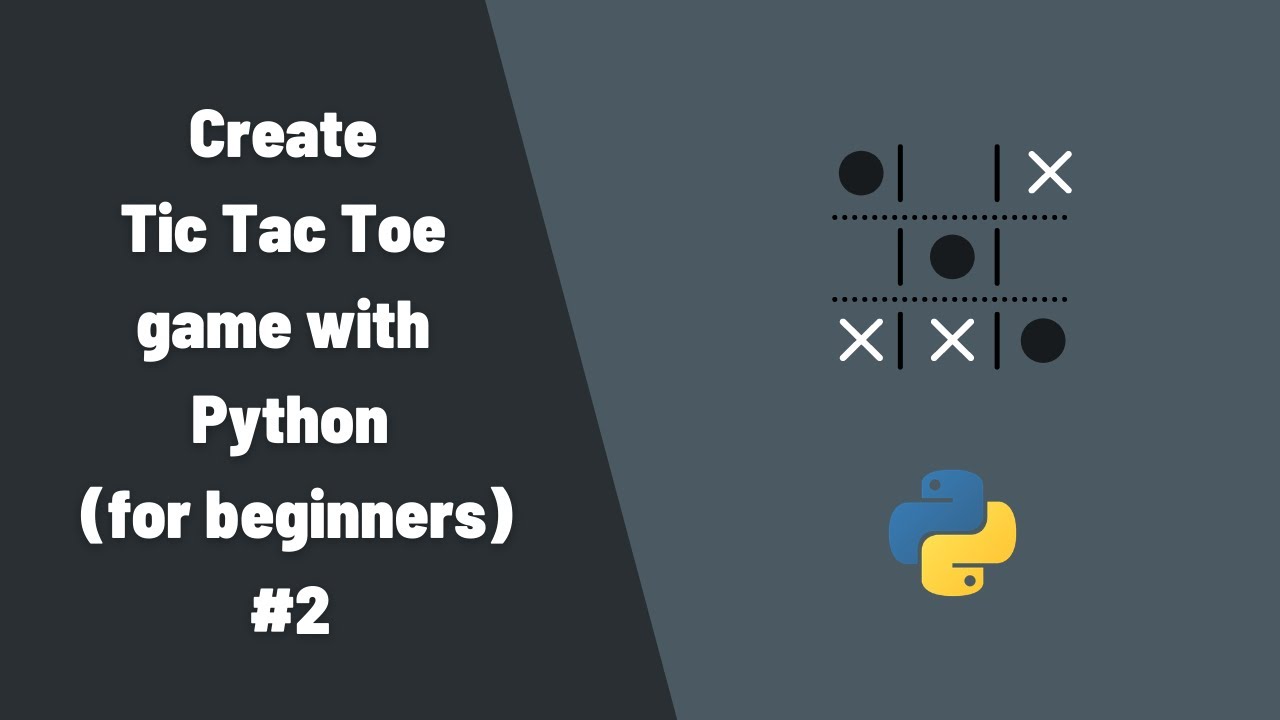 Create
Tic Tac Toe
game with
Python
(for beginners)
#2